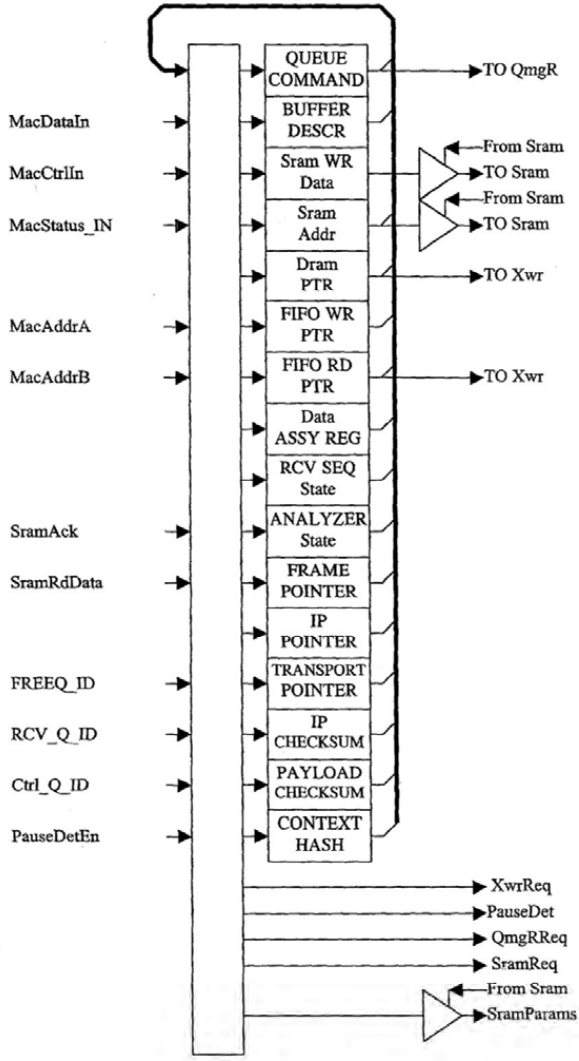 QUEUE
COMMAND
TO QmgR
MacDataIn
BUFFER
DESCR
From Sram
MacCtrlIn
Sram WR
Data
TO Sram
From Sram
MacStatus_IN
Sram
Addr
TO Sram
Dram
PTR
TO Xwr
MacAddrA
FIFO WR
PTR
MacAddrB
FIFO RD
PTR
TO Xwr
Data
ASSY REG
RCV SEQ
State
SramAck
ANALYZER
State
SramRdData
FRAME
POINTER
IP
POINTER
FREEQ_ID
TRANSPORT
POINTER
RCV_Q_ID
IP
CHECKSUM
Ctrl_Q_ID
PAYLOAD
CHECKSUM
PauseDetEn
CONTEXT
HASH
XwrReq
PauseDet
QmgRReq
SramReq
From Sram
SramParams